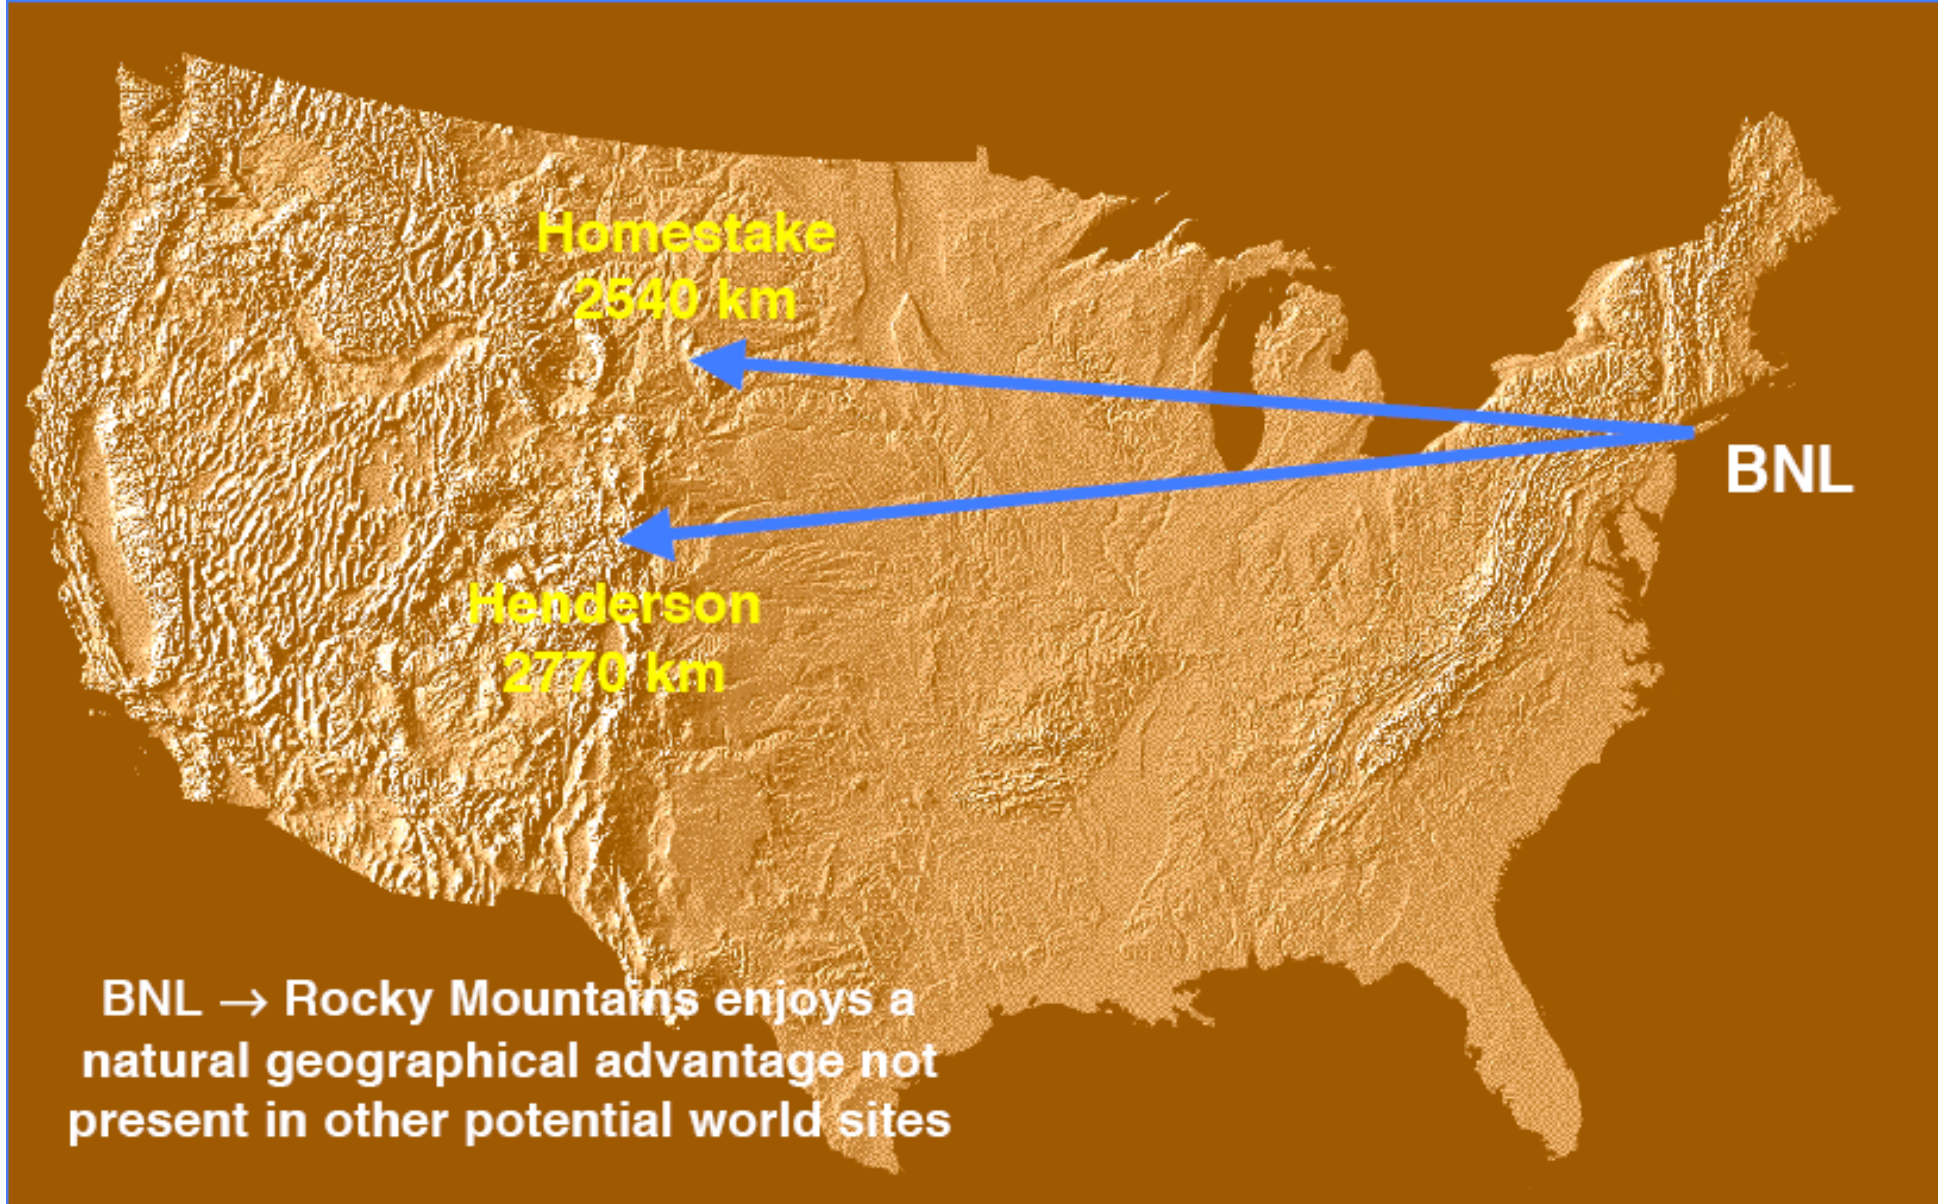 Homestake
2540 km
BNL
Henderson
2770 km
BNL → Rocky Mountains enjoys a
natural geographical advantage not
present in other potential world sites